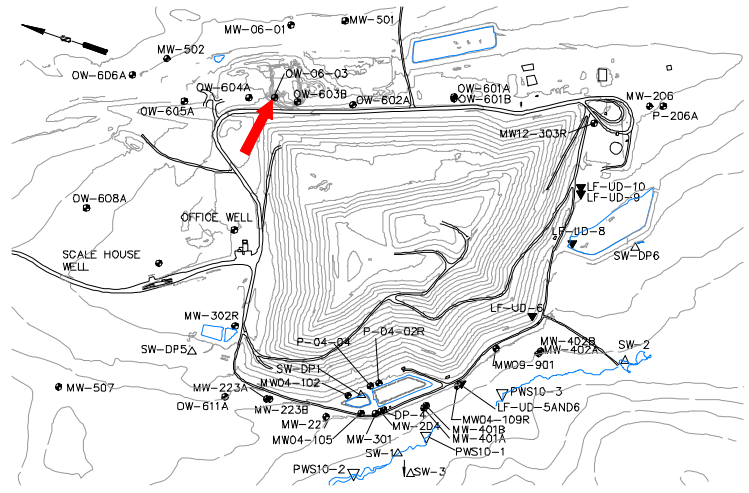 MW-501
MW-06-01
MW-502
OW-6D6A
OW-06-03
OW-604A
OW-603B
OW-605A
OW-602A
OW-601A
OW-601B
MW-206
P-206A
MW12-303R
LF-UD-10
LF-UD-9
OW-608A
OFFICE WELL
LF-UD-8
SW-DP6
SCALE HOUSE
WELL
LF-UD-6
MW-302R
P-04-02R
P-04-04
SW-DP5
MW-4D2B
MW-402A
SW-2
MW09-901
SW-DP1
MW04-102
MW-507
MW-223A
OW-611A
MW-223B
PWS10-3
LF-UD-5AND6
MW04-109R
DP-4
MW-227
MW-2D4
MW-401B
MW-401A
MW04-105
MW-301
SW-1
PWS10-1
PWS10-2
SW-3